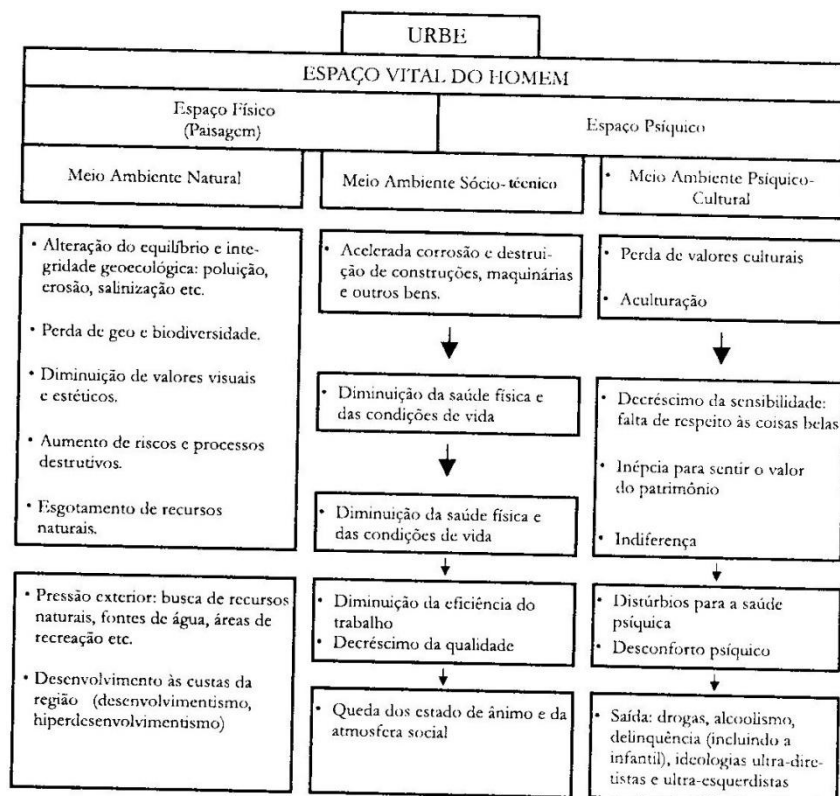 URBE
ESPAÇO VITAL DO HOMEM
Espaço Físico
(Paisagem)
Espaço Psíquico
Meio Ambiente Natural
Meio Ambiente Sócio-técnico
• Meio Ambiente Psíquico-
Cultural
• Alteração do equilíbrio e inte-
gridade geoecológica: poluição,
erosão, salinização etc.
• Perda de geo e biodiversidade.
• Diminuição de valores visuais
e estéticos.
• Aumento de riscos e processos
destrutivos.
• Esgotamento de recursos
naturais.
• Pressão exterior: busca de recursos
naturais, fontes de água, áreas de
recreação etc.
• Desenvolvimento às custas da
região (desenvolvimentismo,
hiperdesenvolvimentismo)
• Acelerada corrosão e destrui-
ção de construções, maquinárias
e outros bens.
• Diminuição da saúde física e
das condições de vida
• Diminuição da saúde física e
das condições de vida
• Diminuição da eficiência do
trabalho
• Decréscimo da qualidade
• Queda dos estado de ânimo e da
atmosfera social
• Perda de valores culturais
• Aculturação
• Decréscimo da sensibilidade:
falta de respeito às coisas belas
• Inépcia para sentir o valor
do patrimônio
• Indiferença
• Distúrbios para a saúde
psíquica
• Desconforto psíquico
• Saída: drogas, alcoolismo,
delinquência (incluindo a
infantil), ideologias ultra-dire-
tistas e ultra-esquerdistas